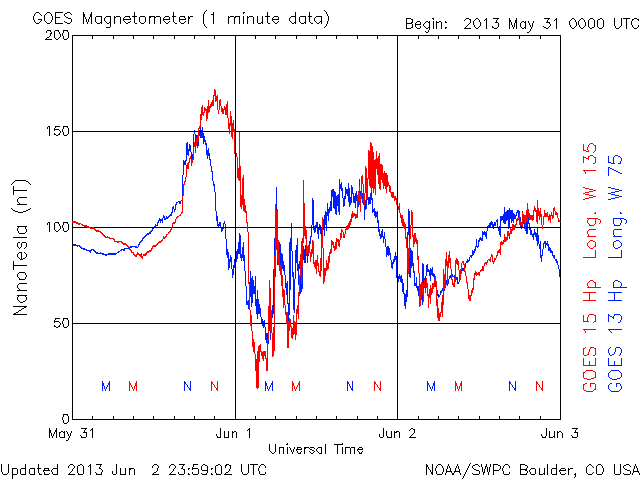 GOES Magnetometer (1 minute data)
Begin: 2013 May 31 0000 UTC
200
150
100
50
0
NanoTesla (nT)
M M N N M M N N M M N N
May 31 Jun 1 Jun 2 Jun 3
Universal Time
GOES 15 Hp Long. W 135
GOES 13 Hp Long. W 75
Updated 2013 Jun 2 23:59:02 UTC
NOAA/SWPC Boulder, CO USA